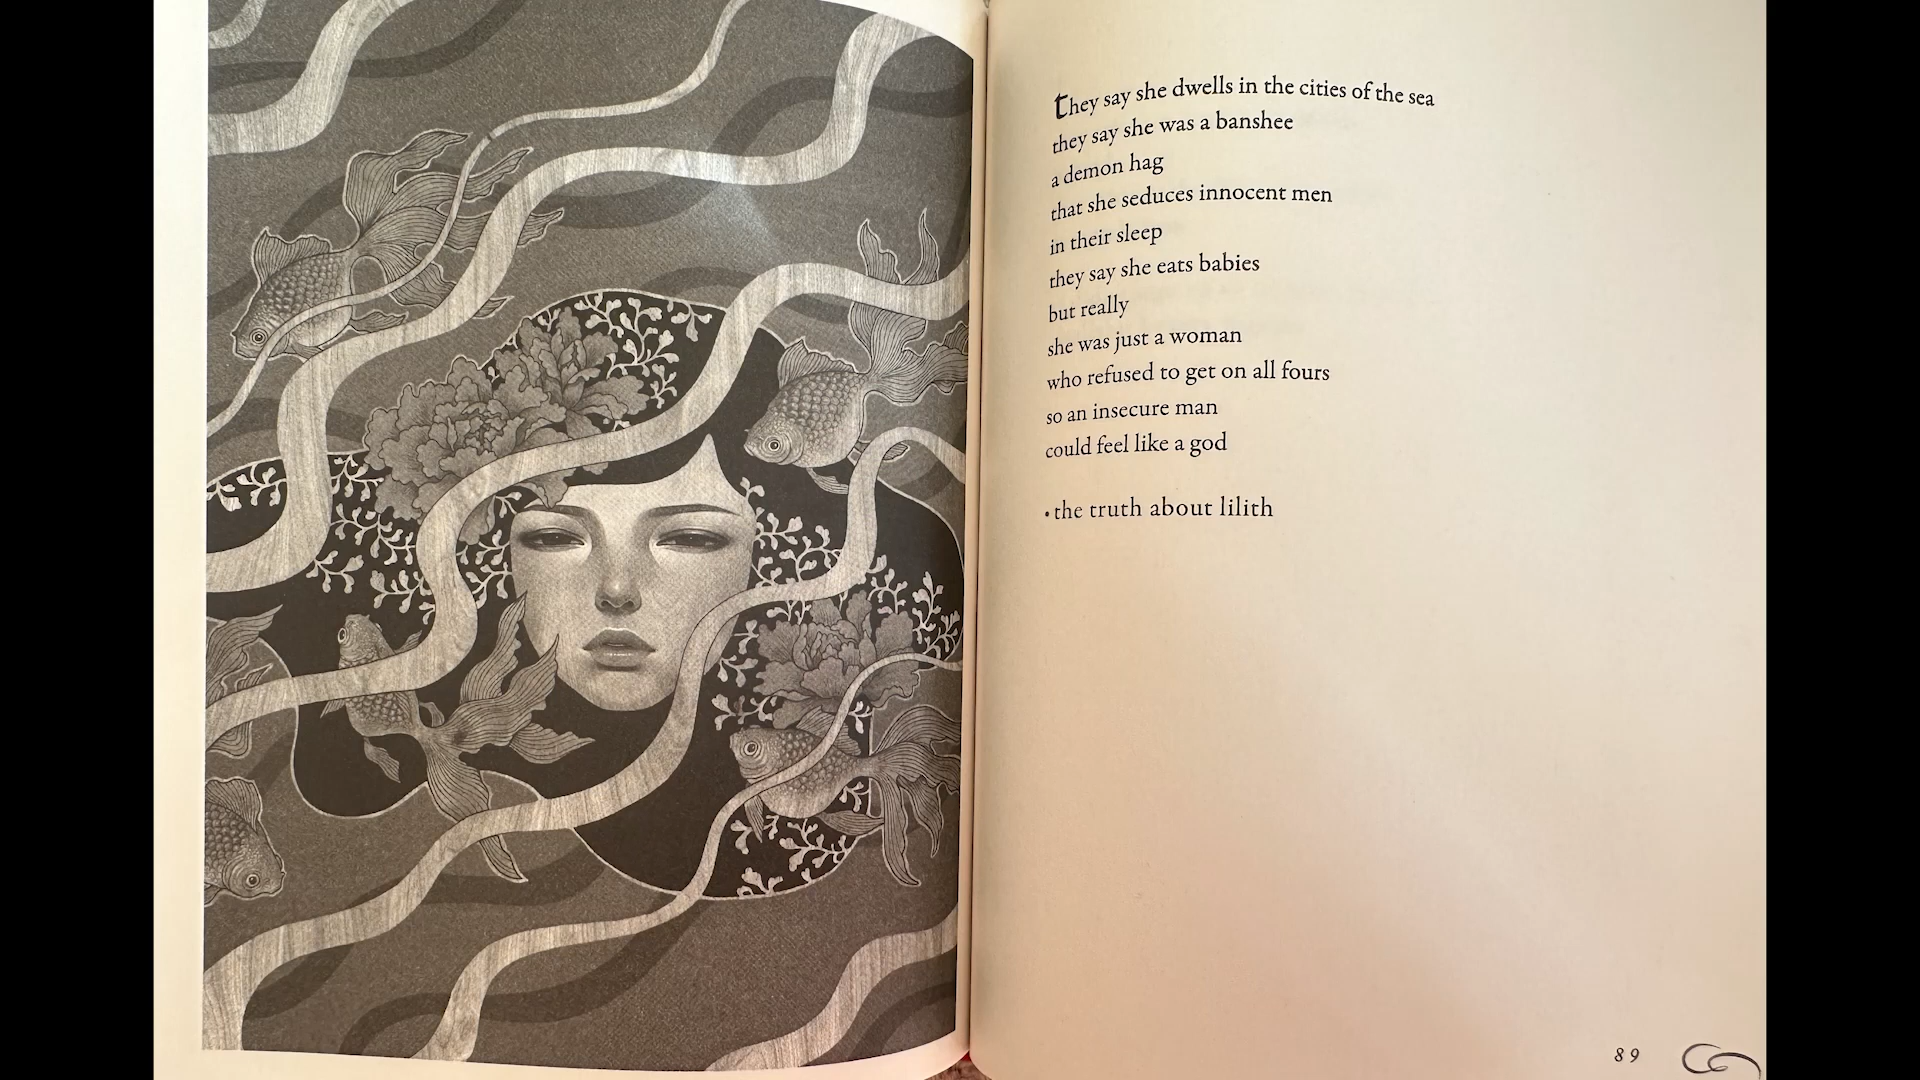 they say she dwells in the cities of the sea
they say she was a banshee
a demon hag
that she seduces innocent men
in their sleep
they say she eats babies
but really
she was just a woman
who refused to get on all fours
so an insecure man
could feel like a god
• the truth about lilith
89